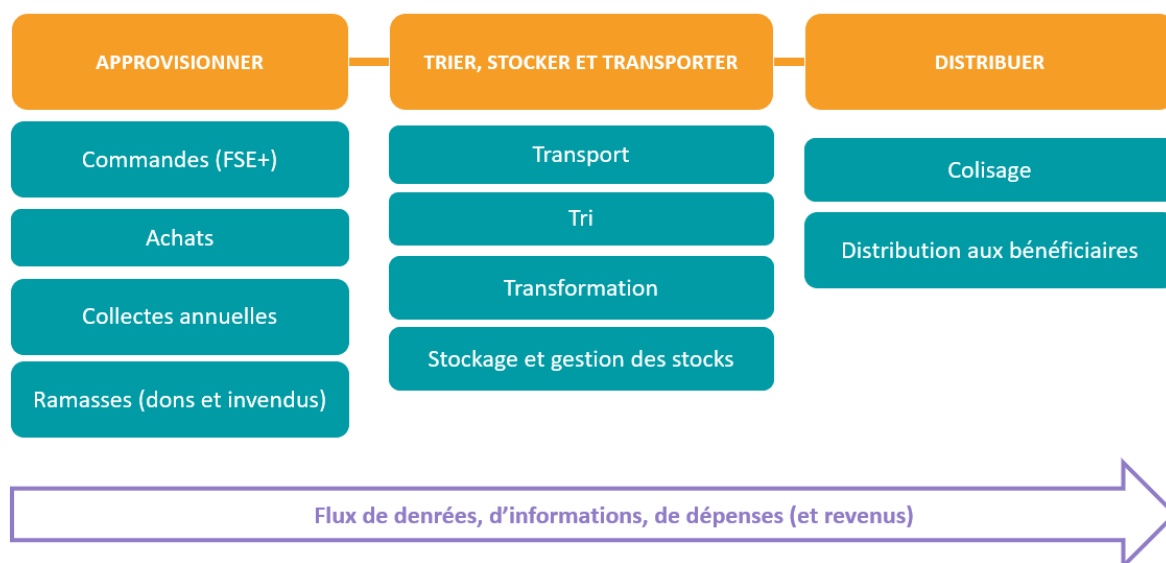 APPROVISIONNER
TRIER, STOCKER ET TRANSPORTER
DISTRIBUER
Commandes (FSE+)
Achats
Collectes annuelles
Ramasses (dons et invendus)
Transport
Tri
Transformation
Stockage et gestion des stocks
Colisage
Distribution aux bénéficiaires
Flux de denrées, d’informations, de dépenses (et revenus)